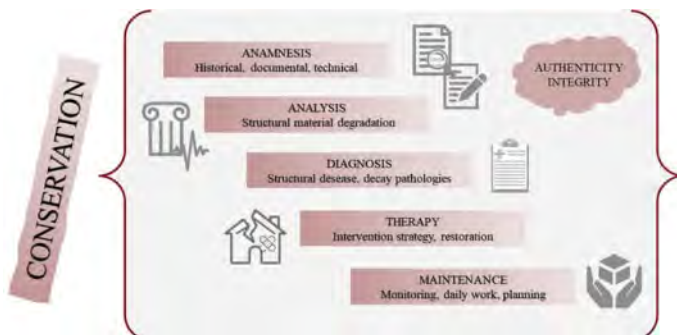 CONSERVATION
ANAMNESIS
Historical, documental, technical
AUTHENTICITY
INTEGRITY
ANALYSIS
Structural material degradation
DIAGNOSIS
Structural desease, decay pathologies
THERAPY
Intervention strategy, restoration
MAINTENANCE
Monitoring, daily work, planning